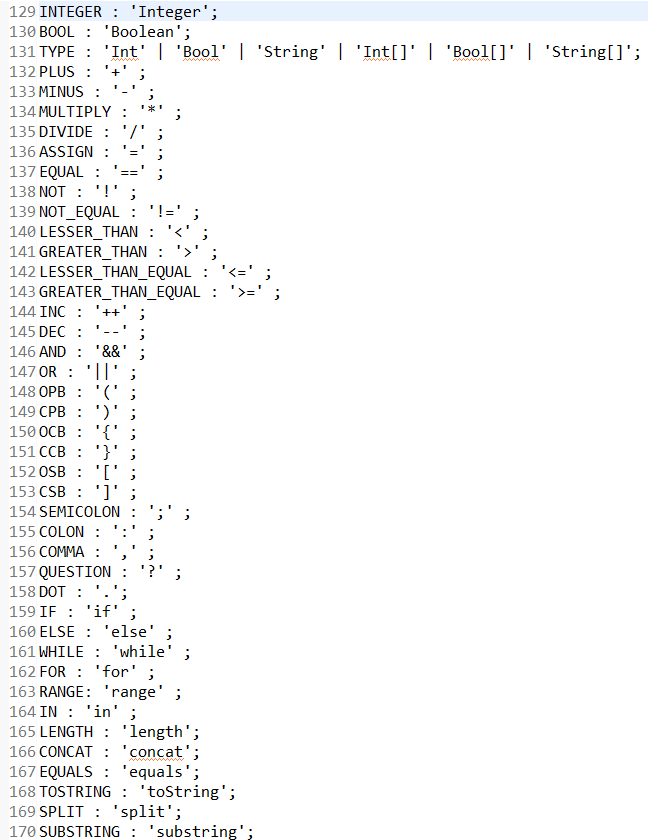 129 INTEGER : 'Integer';
130 BOOL : 'Boolean';
131 TYPE : 'Int' | 'Bool' | 'String' | 'Int[]' | 'Bool[]' | 'String[]';
132 PLUS : '+' ;
133 MINUS : '-' ;
134 MULTIPLY : '*' ;
135 DIVIDE : '/' ;
136 ASSIGN : '=' ;
137 EQUAL : '==' ;
138 NOT : '!' ;
139 NOT_EQUAL : '!=' ;
140 LESSER_THAN : '<' ;
141 GREATER_THAN : '>' ;
142 LESSER_THAN_EQUAL : '<=' ;
143 GREATER_THAN_EQUAL : '>=' ;
144 INC : '++' ;
145 DEC : '--' ;
146 AND : '&&' ;
147 OR : '||' ;
148 OPB : '(' ;
149 CPB : ')' ;
150 OCB : '{' ;
151 CCB : '}' ;
152 OSB : '[' ;
153 CSB : ']' ;
154 SEMICOLON : ';' ;
155 COLON : ':' ;
156 COMMA : ',' ;
157 QUESTION : '?' ;
158 DOT : '.';
159 IF : 'if' ;
160 ELSE : 'else' ;
161 WHILE : 'while' ;
162 FOR : 'for' ;
163 RANGE: 'range' ;
164 IN : 'in' ;
165 LENGTH : 'length';
166 CONCAT : 'concat';
167 EQUALS : 'equals';
168 TOSTRING : 'toString';
169 SPLIT : 'split';
170 SUBSTRING : 'substring';